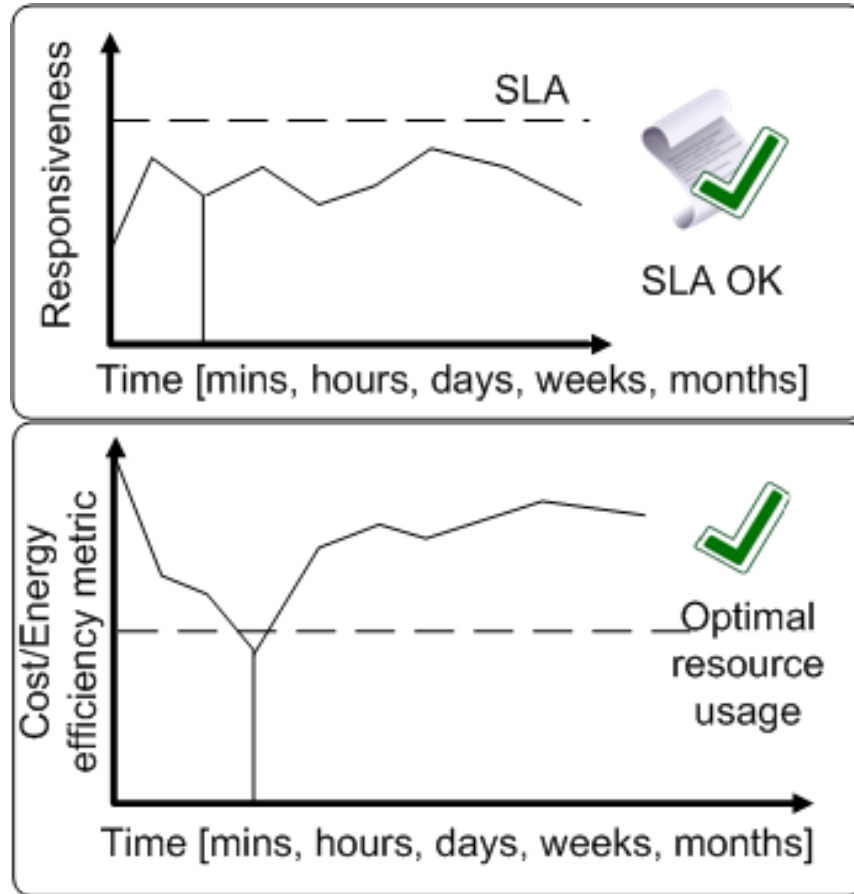 Responsiveness
SLA
SLA OK
Time [mins, hours, days, weeks, months]
Cost/Energy
efficiency metric
Optimal
resource
usage
Time [mins, hours, days, weeks, months]